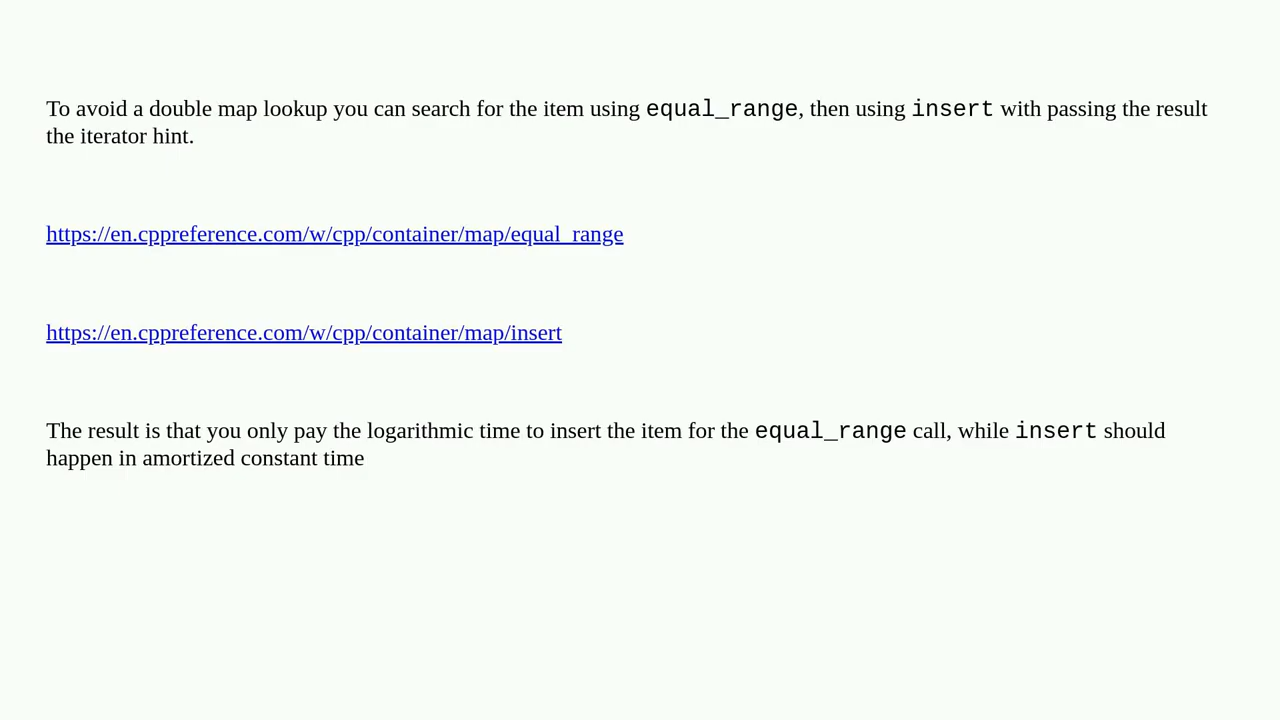 To avoid a double map lookup you can search for the item using equal_range, then using insert with passing the result
the iterator hint.
https://en.cppreference.com/w/cpp/container/map/equal_range
https://en.cppreference.com/w/cpp/container/map/insert
The result is that you only pay the logarithmic time to insert the item for the equal_range call, while insert should
happen in amortized constant time